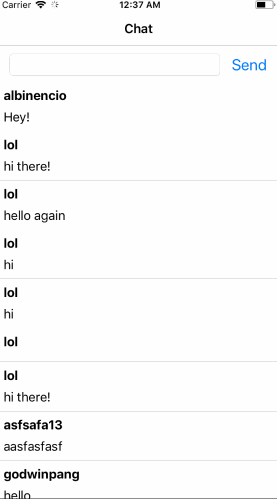 Carrier 12:37 AM
Chat
Send
albinencio
Hey!
lol
hi there!
lol
hello again
lol
hi
lol
hi
lol
lol
hi there!
asfsafa13
aasfasfasf
godwinpang
hello